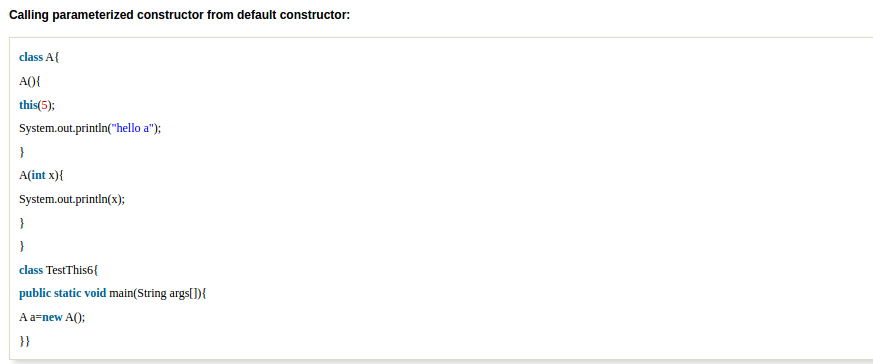 Calling parameterized constructor from default constructor:
class A{
A(){
this(5);
System.out.println("hello a");
}
A(int x){
System.out.println(x);
}
}
class TestThis6{
public static void main(String args[]){
A a=new A();
}}